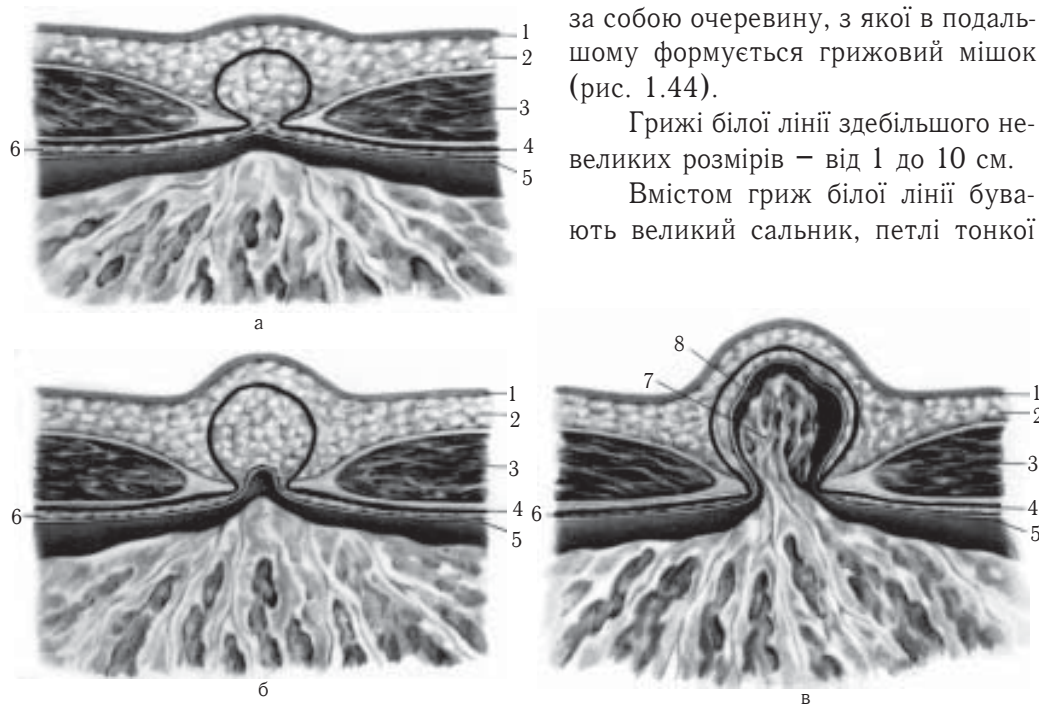 за собою очеревину, з якої в подаль-
шому формується грижовий мішок
(рис. 1.44).
Грижі білої лінії здебільшого не-
великих розмірів – від 1 до 10 см.
Вмістом гриж білої лінії бува-
ють великий сальник, петлі тонкої
1
2
3
6
4
5
а
1
2
3
6
4
5
б
8
7
1
2
3
6
4
5
в